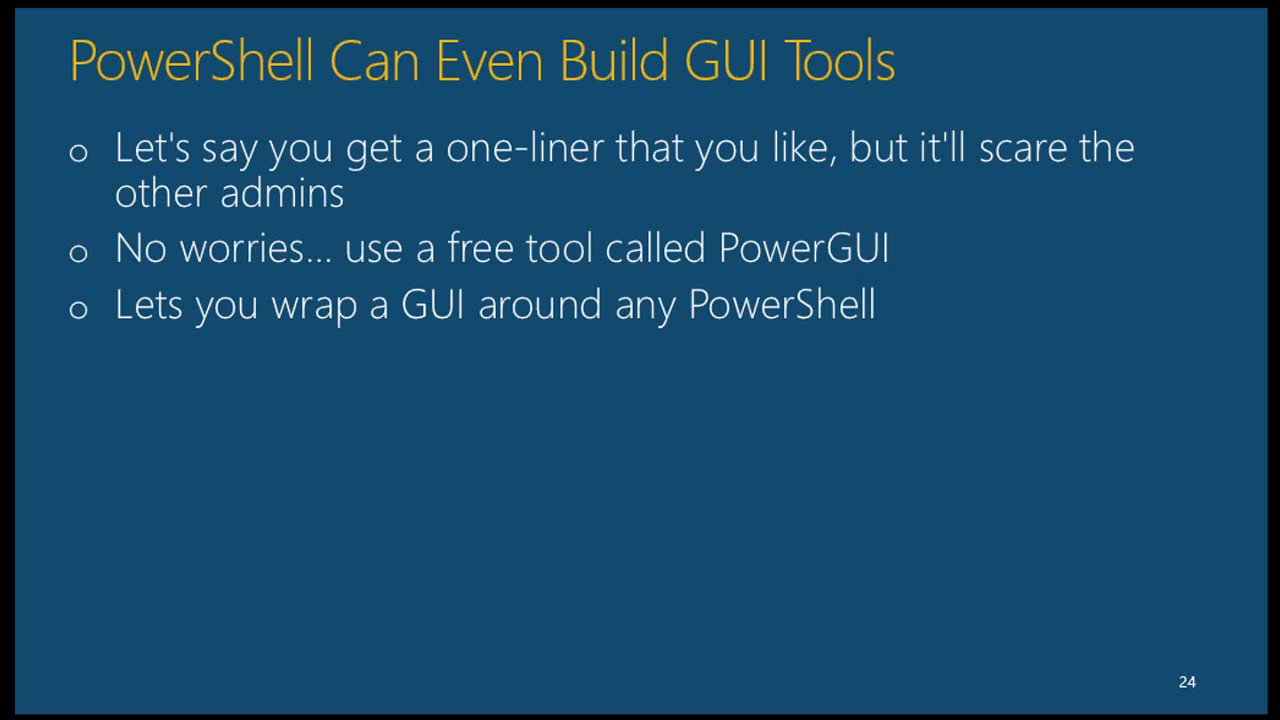 PowerShell Can Even Build GUI Tools
o Let's say you get a one-liner that you like, but it'll scare the
other admins
o No worries... use a free tool called PowerGUI
o Lets you wrap a GUI around any PowerShell
24